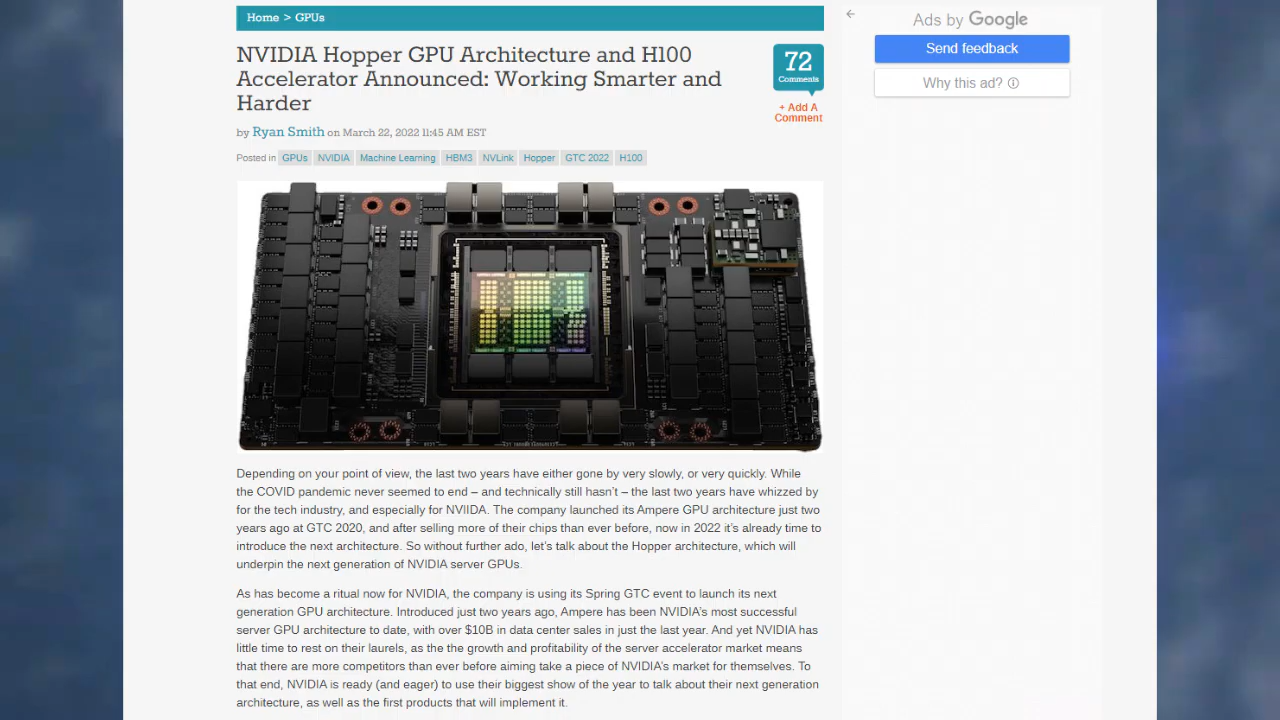 Home > GPUs
NVIDIA Hopper GPU Architecture and H100
Accelerator Announced: Working Smarter and
Harder
72
Comments
+ Add A
Comment
by Ryan Smith on March 22, 2022 11:45 AM EST
Posted in GPUs NVIDIA Machine Learning HBM3 NVLink Hopper GTC 2022 H100
Depending on your point of view, the last two years have either gone by very slowly, or very quickly. While
the COVID pandemic never seemed to end – and technically still hasn't – the last two years have whizzed by
for the tech industry, and especially for NVIIDA. The company launched its Ampere GPU architecture just two
years ago at GTC 2020, and after selling more of their chips than ever before, now in 2022 it's already time to
introduce the next architecture. So without further ado, let's talk about the Hopper architecture, which will
underpin the next generation of NVIDIA server GPUs.
As has become a ritual now for NVIDIA, the company is using its Spring GTC event to launch its next
generation GPU architecture. Introduced just two years ago, Ampere has been NVIDIA's most successful
server GPU architecture to date, with over $10B in data center sales in just the last year. And yet NVIDIA has
little time to rest on their laurels, as the the growth and profitability of the server accelerator market means
that there are more competitors than ever before aiming take a piece of NVIDIA's market for themselves. To
that end, NVIDIA is ready (and eager) to use their biggest show of the year to talk about their next generation
architecture, as well as the first products that will implement it.
Ads by Google
Send feedback
Why this ad?